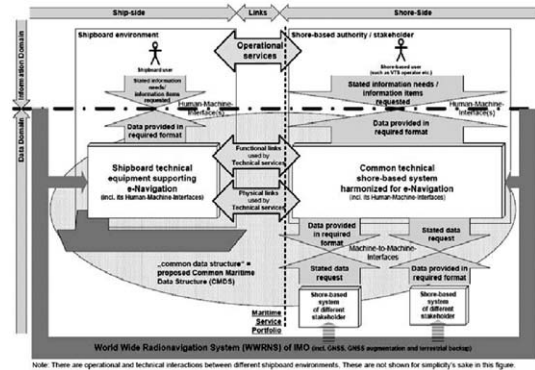 Ship-side
Links
Shore-Side
Information Domain
Data Domain
Shipboard environment
Shipboard user
Operational
services
Shore-based authority / stakeholder
Shore-based user
(such as VTS operator etc.)
Stated information
needs/
information items
requested
Human-Machine-
Interface(s)
Stated information needs /
information items
requested
Human-Machine-
Interface(s)
Data provided in
required format
Data provided in
required format
Shipboard technical
equipment supporting
e-Navigation
(incl. its Human-Machine-Interfaces)
Functional links
used by
Technical services
Physical links
used by
Technical services
Common technical
shore-based system
harmonized for e-Navigation
(incl. its Human-Machine-Interfaces)
Data provided
in required
format
Stated data
request
Machine-to-Machine-
Interfaces
Stated data
request
Data provided in
required format
„common data structure“ =
proposed Common Maritime
Data Structure (CMDS)
Maritime
Service
Portfolio
Shore-based
system
of different
stakeholder
Shore-based
system
of different
stakeholder
World Wide Radionavigation System (WWRNS) of IMO (incl. GNSS, GNSS augmentation and terrestrial backup)
Note: There are operational and technical interactions between different shipboard environments. These are not shown for simplicity's sake in this figure.